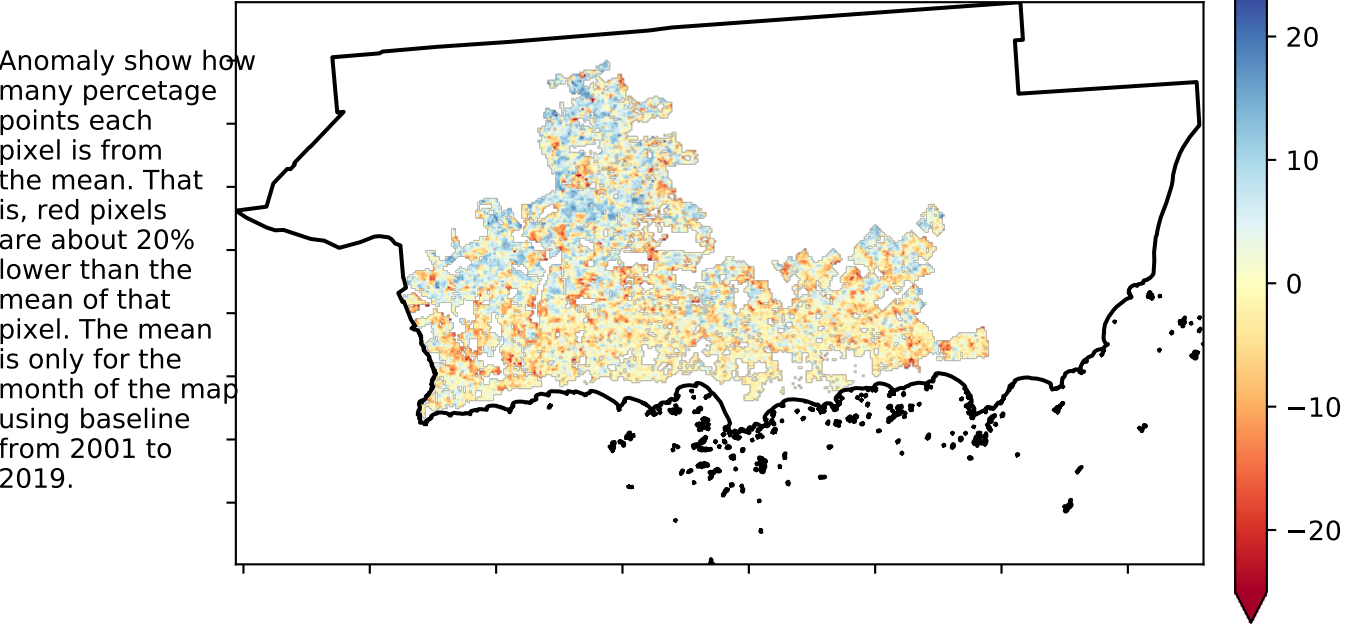 Anomaly show how
many percetage
points each
pixel is from
the mean. That
is, red pixels
are about 20%
lower than the
mean of that
pixel. The mean
is only for the
month of the map
using baseline
from 2001 to
2019.
20
10
0
−10
−20